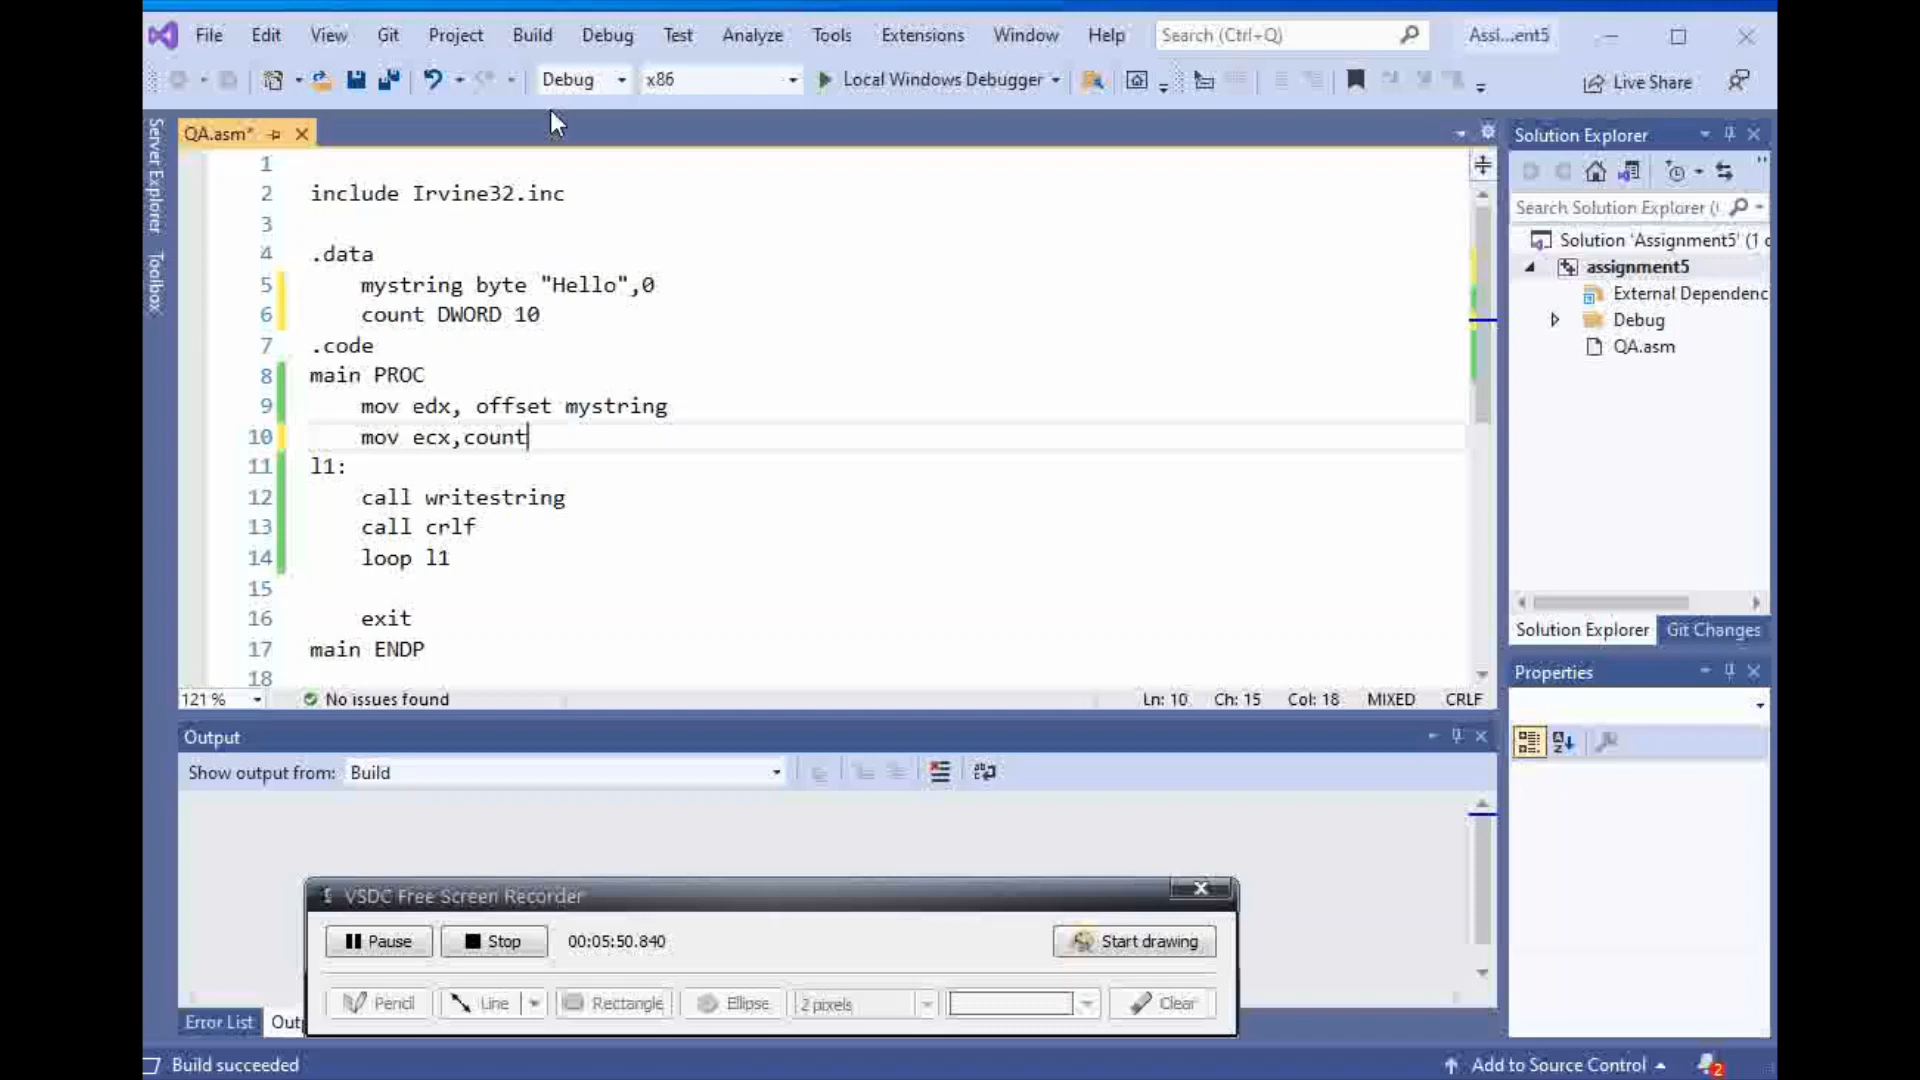 File Edit View Git Project Build Debug Test Analyze Tools Extensions Window Help Search (Ctrl+Q) Assi...ent5
Debug x86 Local Windows Debugger Live Share
Server Explorer
Toolbox
QA.asm*
1
2 include Irvine32.inc
3
4 .data
5 mystring byte "Hello",0
6 count DWORD 10
7 .code
8 main PROC
9 mov edx, offset mystring
10 mov ecx,count
11 l1:
12 call writestring
13 call crlf
14 loop l1
15
16 exit
17 main ENDP
18
121 % No issues found Ln: 10 Ch: 15 Col: 18 MIXED CRLF
Solution Explorer
Search Solution Explorer (
Solution 'Assignment5' (1
assignment5
External Dependenc
Debug
QA.asm
Solution Explorer Git Changes
Properties
Output
Show output from: Build
VSDC Free Screen Recorder
Pause Stop 00:05:50.840 Start drawing
Pencil Line Rectangle Ellipse 2 pixels Clear
Error List Outp
Build succeeded Add to Source Control 2